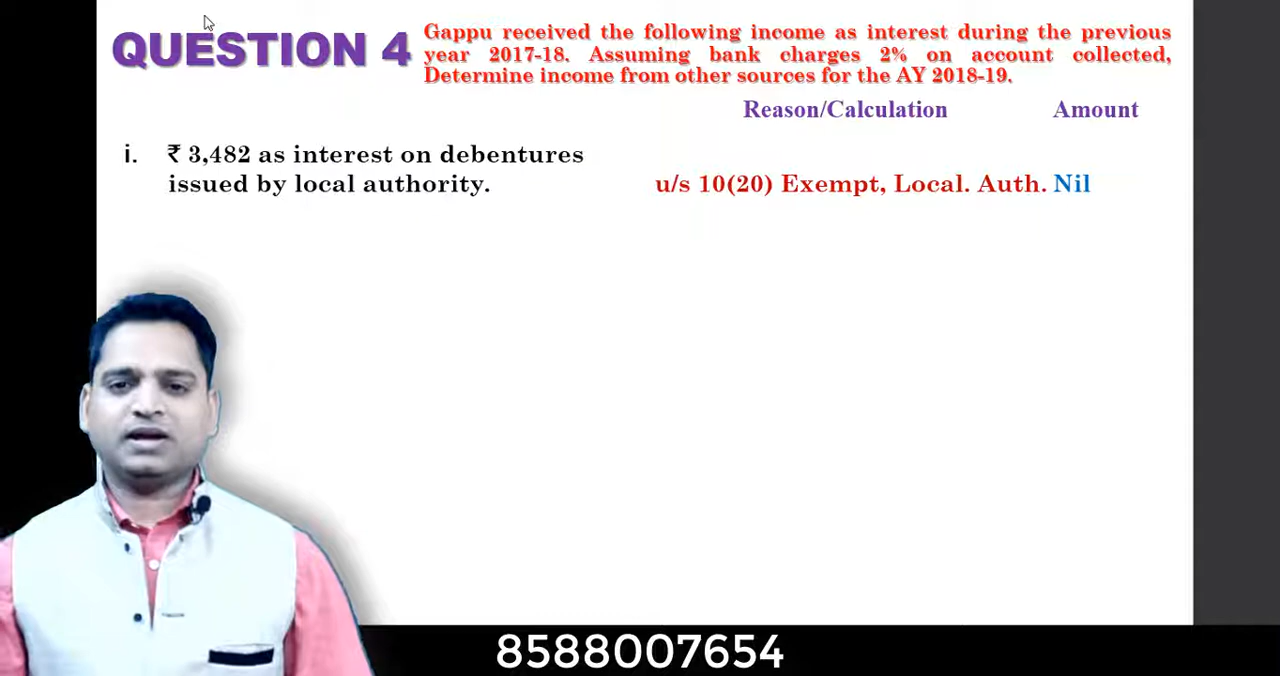 QUESTION 4
Gappu received the following income as interest during the previous
year 2017-18. Assuming bank charges 2% on account collected,
Determine income from other sources for the AY 2018-19.
Reason/Calculation Amount
i. ₹ 3,482 as interest on debentures
issued by local authority. u/s 10(20) Exempt, Local. Auth. Nil
8588007654